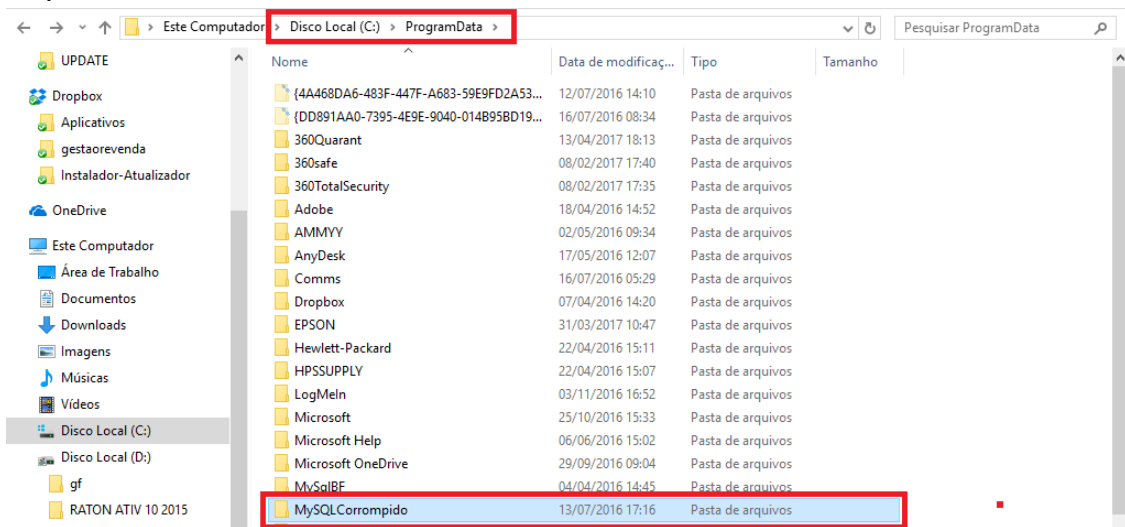 Este Computador > Disco Local (C:) > ProgramData >
Pesquisar ProgramData
UPDATE
Dropbox
Aplicativos
gestaorevenda
Instalador-Atualizador
OneDrive
Este Computador
Área de Trabalho
Documentos
Downloads
Imagens
Músicas
Vídeos
Disco Local (C:)
Disco Local (D:)
gf
RATON ATIV 10 2015
Nome Data de modificaç... Tipo Tamanho
{4A468DA6-483F-447F-A683-59E9FD2A53... 12/07/2016 14:10 Pasta de arquivos
{DD891AA0-7395-4E9E-9040-014B95BD19... 16/07/2016 08:34 Pasta de arquivos
360Quarant 13/04/2017 18:13 Pasta de arquivos
360safe 08/02/2017 17:40 Pasta de arquivos
360TotalSecurity 08/02/2017 17:35 Pasta de arquivos
Adobe 18/04/2016 14:52 Pasta de arquivos
AMMYY 02/05/2016 09:34 Pasta de arquivos
AnyDesk 17/05/2016 12:07 Pasta de arquivos
Comms 16/07/2016 05:29 Pasta de arquivos
Dropbox 07/04/2016 14:20 Pasta de arquivos
EPSON 31/03/2017 10:47 Pasta de arquivos
Hewlett-Packard 22/04/2016 15:11 Pasta de arquivos
HPSSUPPLY 22/04/2016 15:07 Pasta de arquivos
LogMeIn 03/11/2016 16:52 Pasta de arquivos
Microsoft 25/10/2016 15:33 Pasta de arquivos
Microsoft Help 06/06/2016 15:02 Pasta de arquivos
Microsoft OneDrive 29/09/2016 09:04 Pasta de arquivos
MySqlBF 04/04/2016 14:45 Pasta de arquivos
MySQLCorrompido 13/07/2016 17:16 Pasta de arquivos